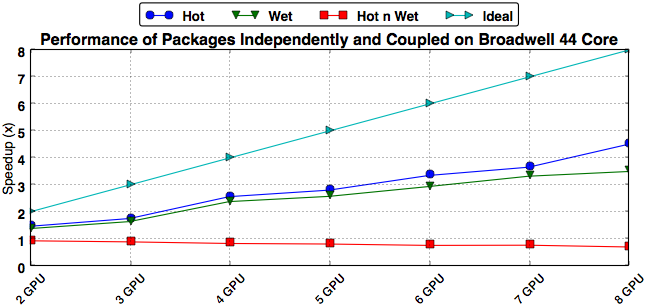 Hot Wet Hot n Wet Ideal
Performance of Packages Independently and Coupled on Broadwell 44 Core
Speedup (x)
8
7
6
5
4
3
2
1
0
2 GPU 3 GPU 4 GPU 5 GPU 6 GPU 7 GPU 8 GPU